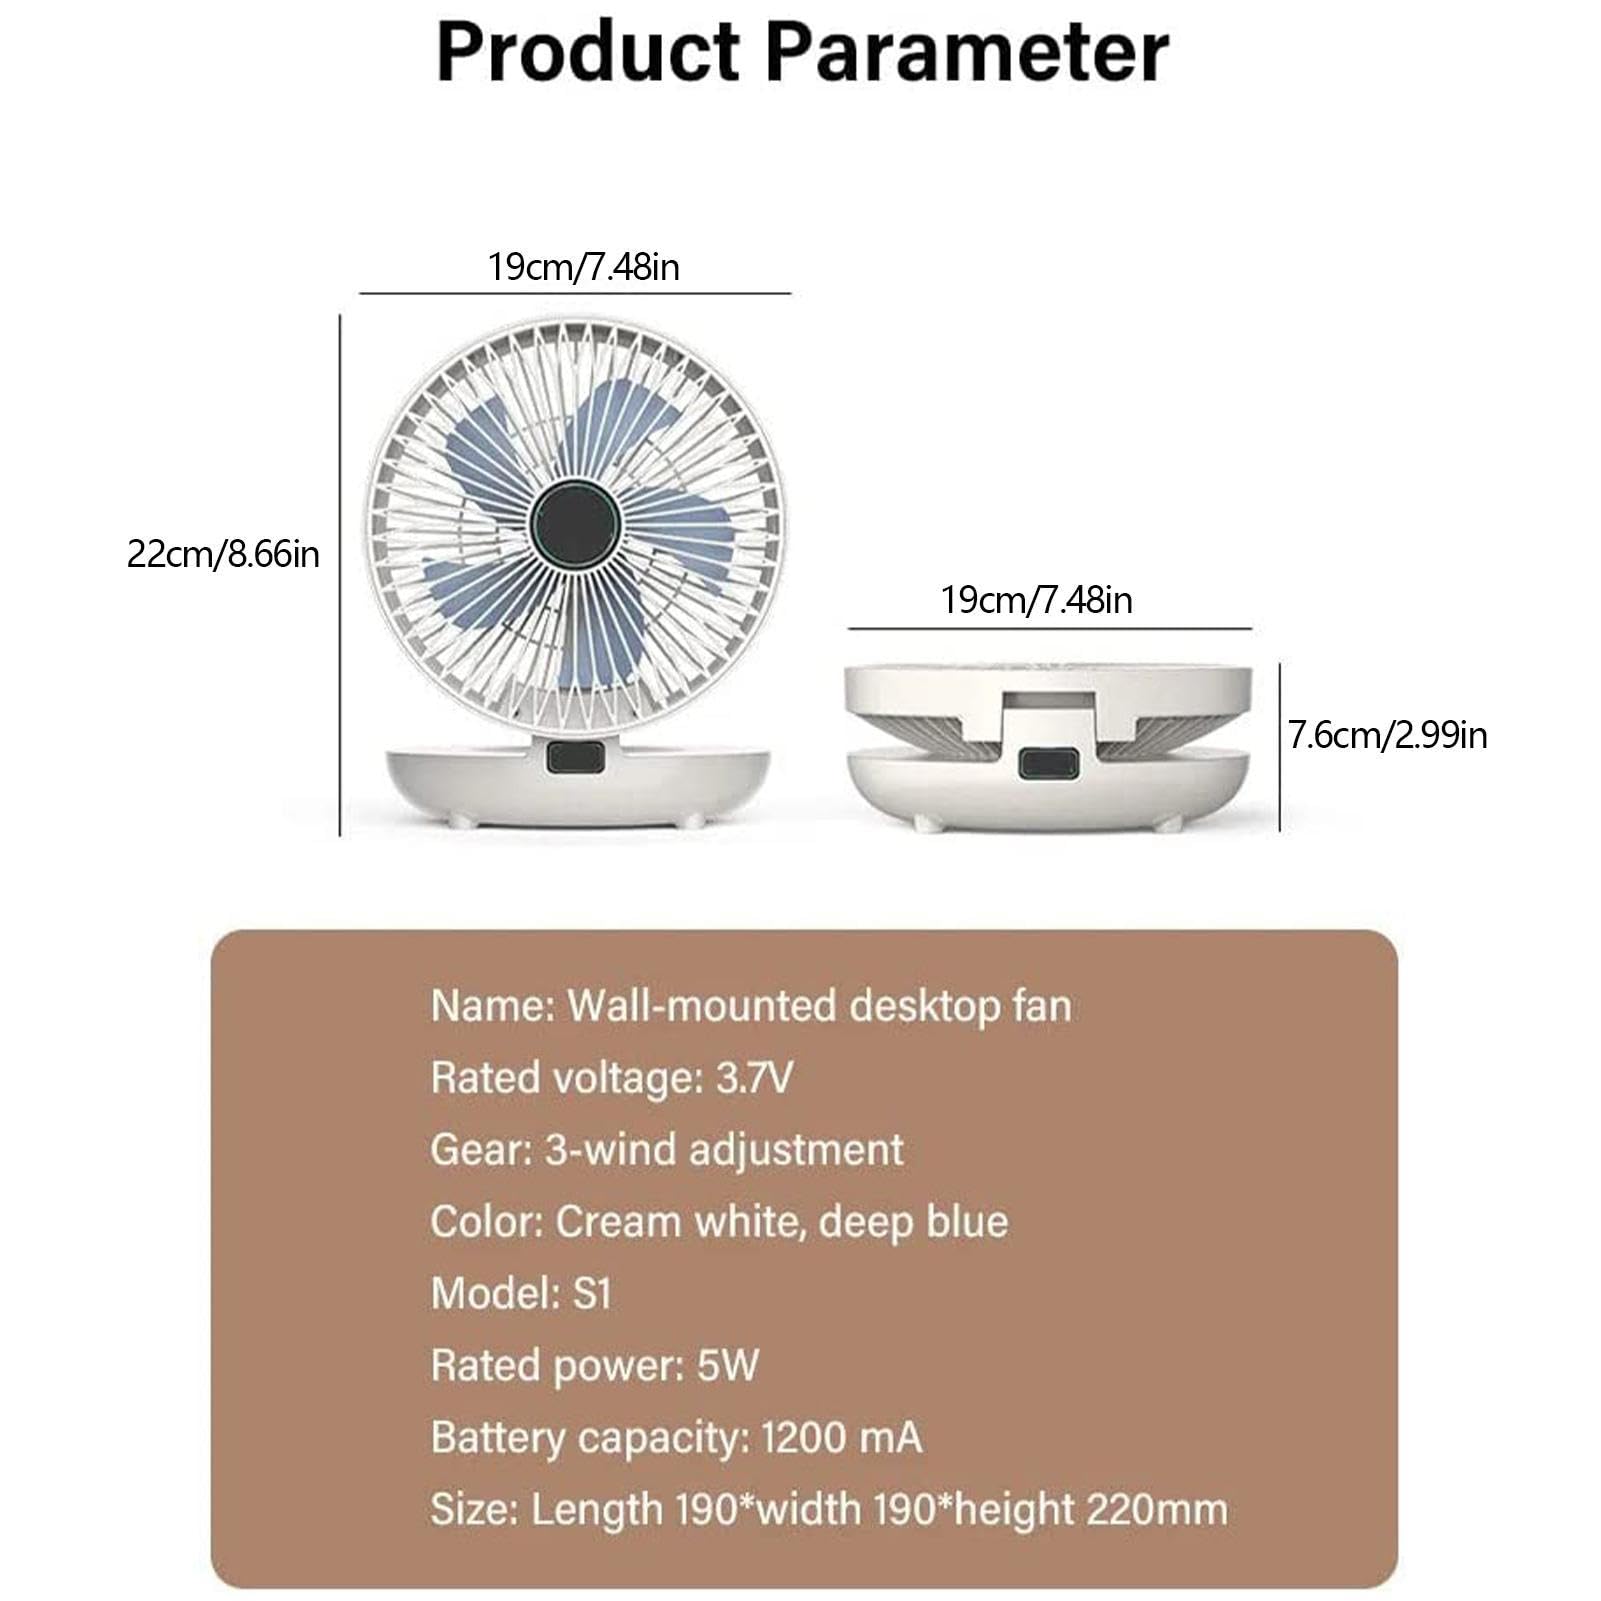 Product Parameter
19cm/7.48in
22cm/8.66in
19cm/7.48in
7.6cm/2.99in
Name: Wall-mounted desktop fan
Rated voltage: 3.7V
Gear: 3-wind adjustment
Color: Cream white, deep blue
Model: S1
Rated power: 5W
Battery capacity: 1200 mA
Size: Length 190*width 190*height 220mm